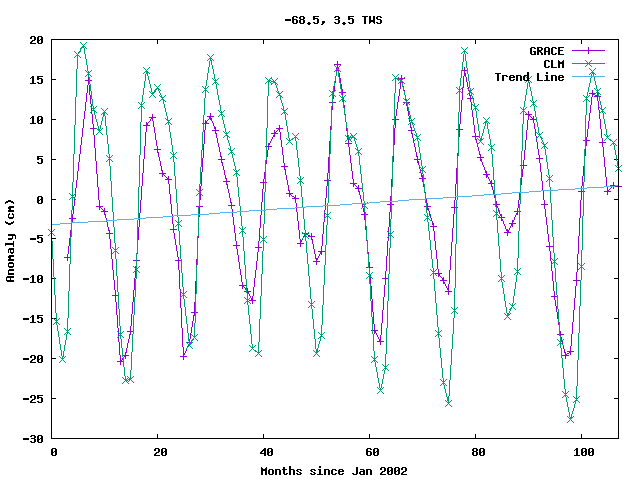 -68.5, 3.5 TWS
GRACE
CLM
Trend Line
20
15
10
5
0
-5
-10
-15
-20
-25
-30
Anomaly (cm)
0 20 40 60 80 100
Months since Jan 2002